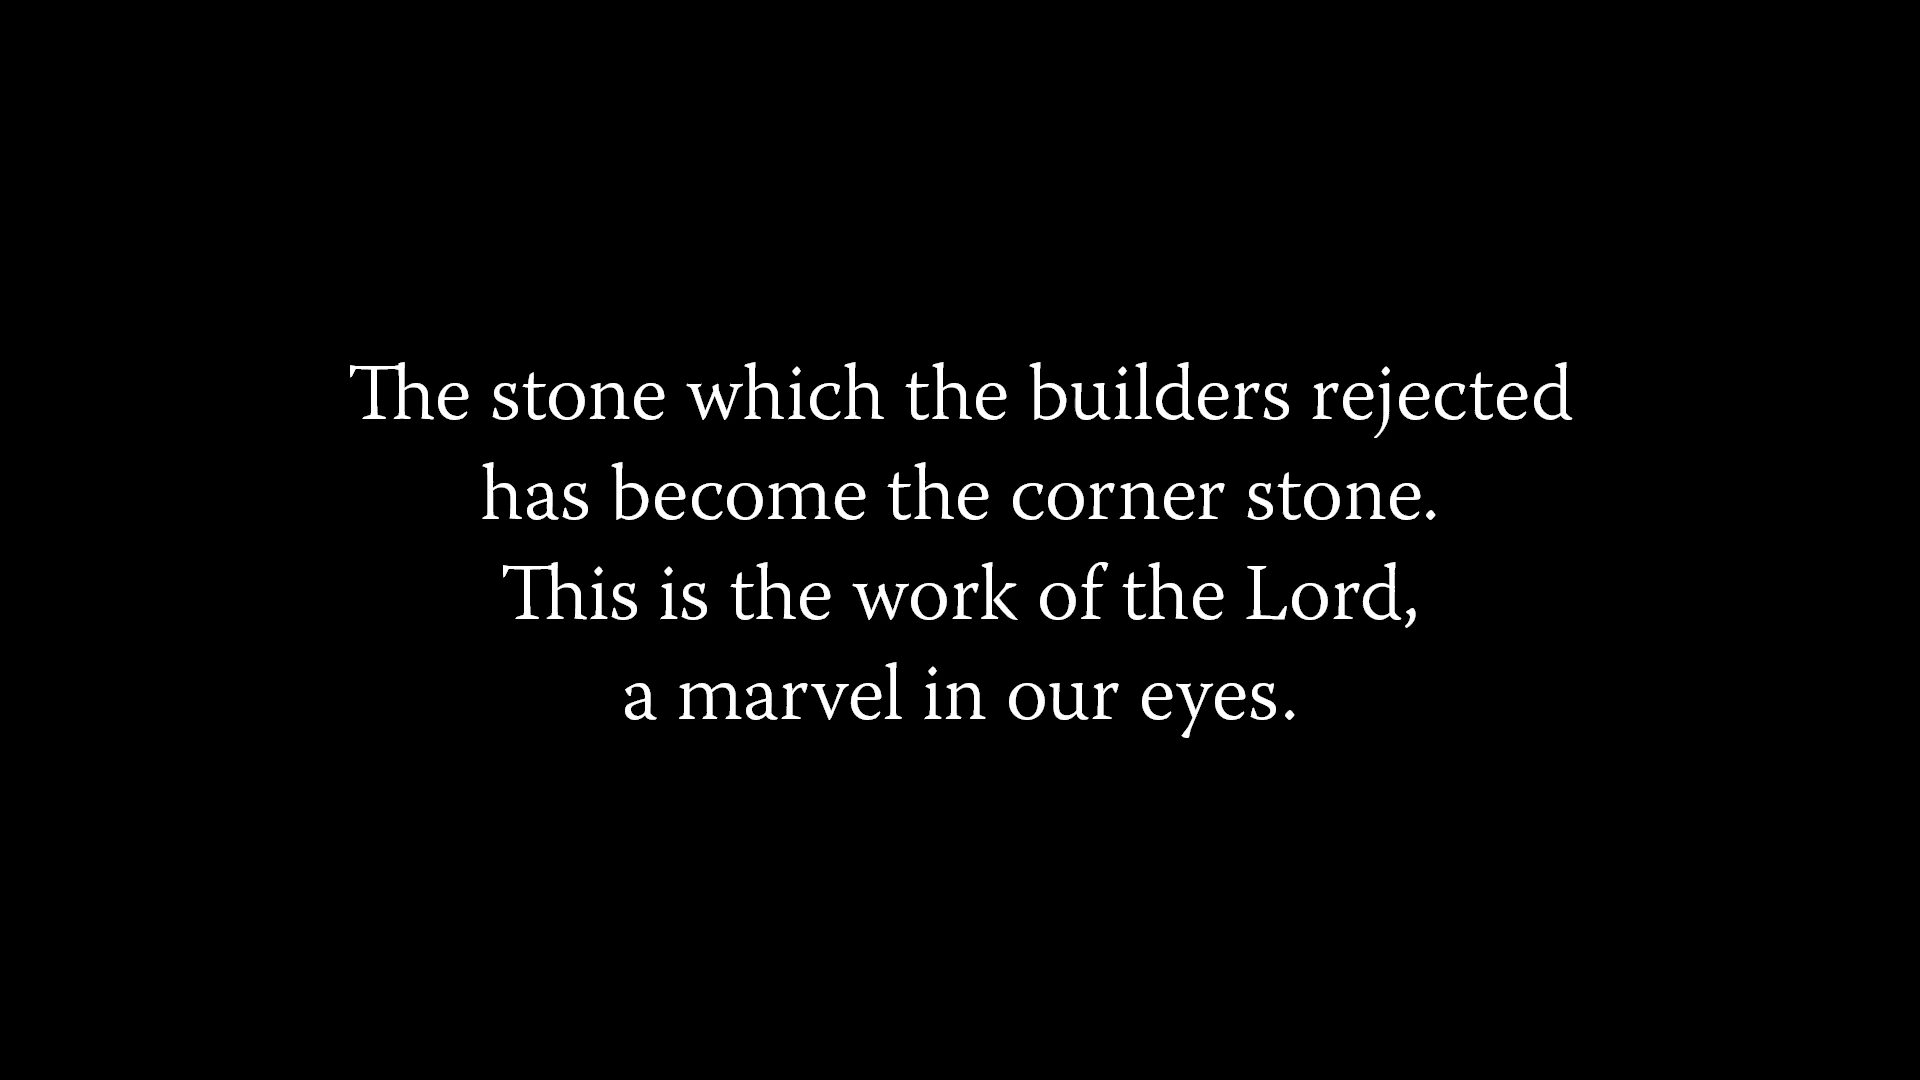 The stone which the builders rejected
has become the corner stone.
This is the work of the Lord,
a marvel in our eyes.